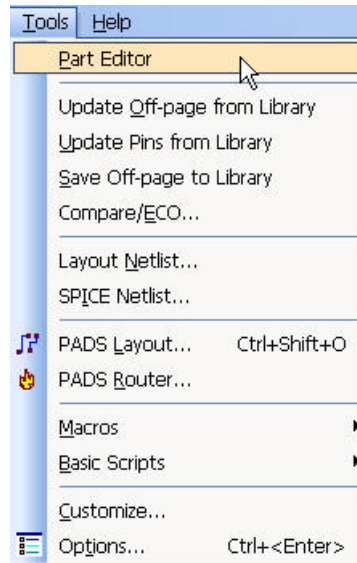 Tools Help
Part Editor
Update Off-page from Library
Update Pins from Library
Save Off-page to Library
Compare/ECO...
Layout Netlist...
SPICE Netlist...
PADS Layout... Ctrl+Shift+O
PADS Router...
Macros
Basic Scripts
Customize...
Options... Ctrl+<Enter>